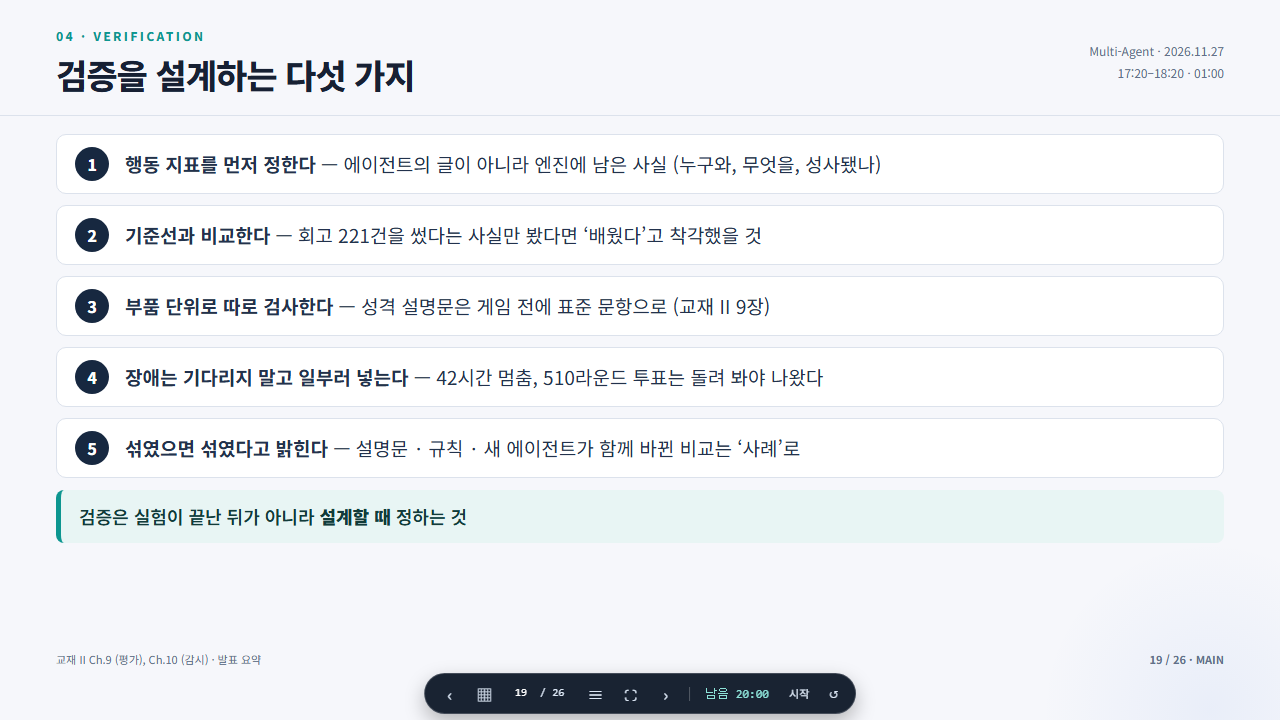 04 · VERIFICATION
검증을 설계하는 다섯 가지
Multi-Agent · 2026.11.27
17:20–18:20 · 01:00
1 행동 지표를 먼저 정한다 — 에이전트의 글이 아니라 엔진에 남은 사실 (누구와, 무엇을, 성사됐나)
2 기준선과 비교한다 — 회고 221건을 썼다는 사실만 봤다면 ‘배웠다’고 착각했을 것
3 부품 단위로 따로 검사한다 — 성격 설명문은 게임 전에 표준 문항으로 (교재 II 9장)
4 장애는 기다리지 말고 일부러 넣는다 — 42시간 멈춤, 510라운드 투표는 돌려 봐야 나왔다
5 섞였으면 섞였다고 밝힌다 — 설명문 · 규칙 · 새 에이전트가 함께 바뀐 비교는 ‘사례’로
검증은 실험이 끝난 뒤가 아니라 설계할 때 정하는 것
교재 II Ch.9 (평가), Ch.10 (감시) · 발표 요약
19 / 26 · MAIN
‹ 19 / 26 › 남음 20:00 시작 ↺